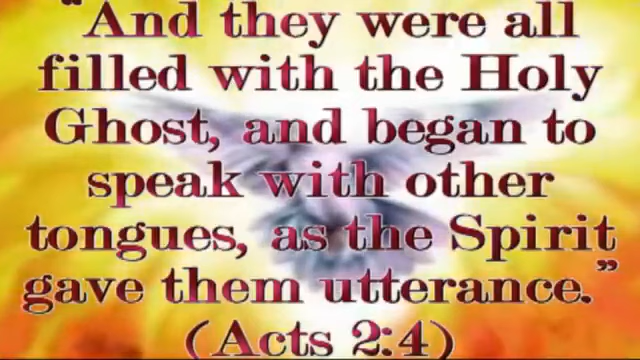 "And they were all
filled with the Holy
Ghost, and began to
speak with other
tongues, as the Spirit
gave them utterance.”
(Acts 2:4)